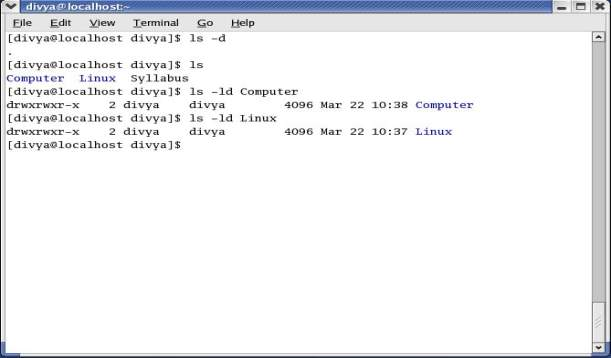 divya@localhost:~
File Edit View Terminal Go Help
[divya@localhost divya]$ ls -d
.
[divya@localhost divya]$ ls
Computer Linux Syllabus
[divya@localhost divya]$ ls -ld Computer
drwxrwxr-x 2 divya divya 4096 Mar 22 10:38 Computer
[divya@localhost divya]$ ls -ld Linux
drwxrwxr-x 2 divya divya 4096 Mar 22 10:37 Linux
[divya@localhost divya]$